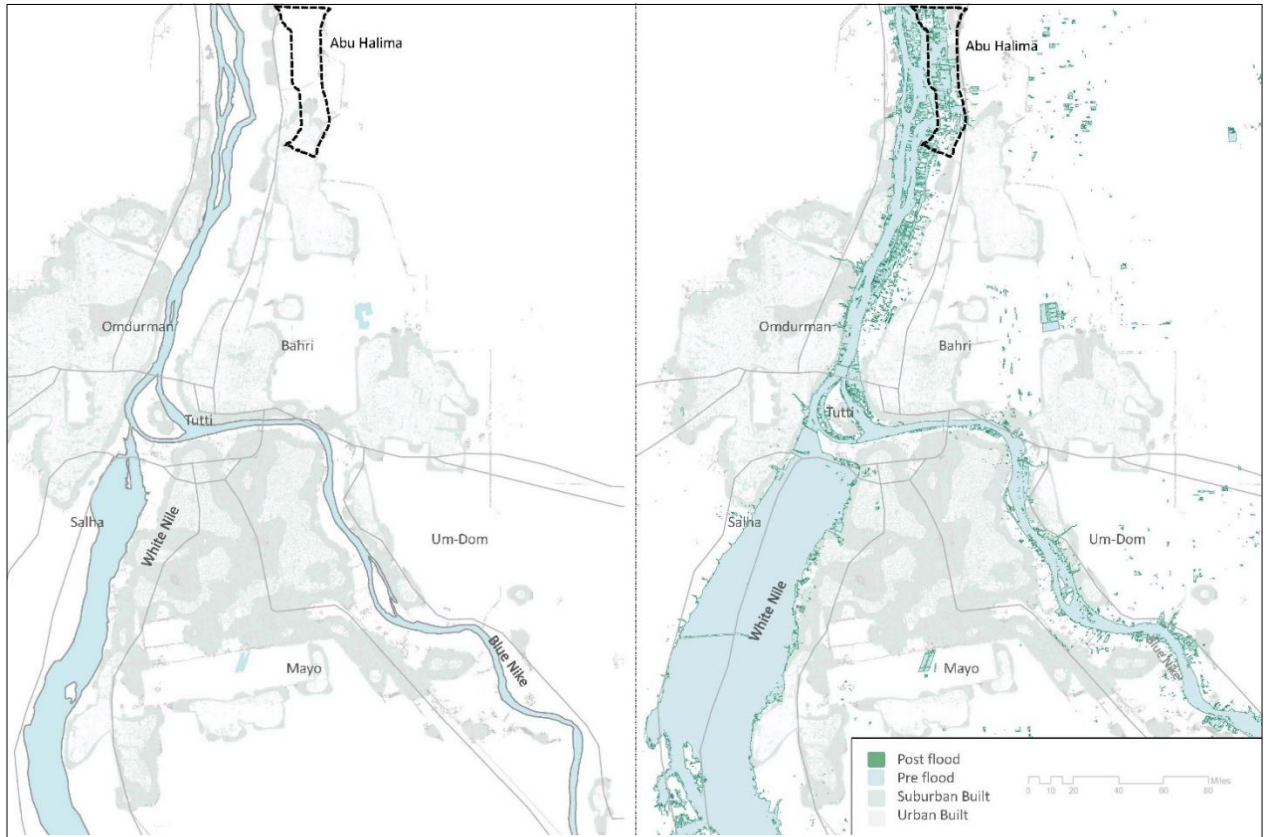 Abu Halima
Omdurman
Bahri
Tutti
Salha
White Nile
Um-Dom
Mayo
Blue Nike
Abu Halima
Omdurman
Bahri
Tutti
Salha
White Nile
Um-Dom
Mayo
Blue Nike
Post flood
Pre flood
Suburban Built
Urban Built
Miles
0 10 20 40 60 80